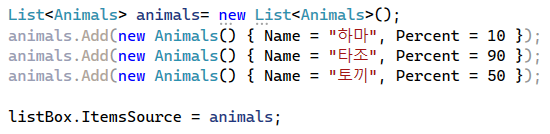 List<Animals> animals= new List<Animals>();
animals.Add(new Animals() { Name = "하마", Percent = 10 });
animals.Add(new Animals() { Name = "타조", Percent = 90 });
animals.Add(new Animals() { Name = "토끼", Percent = 50 });
listBox.ItemsSource = animals;